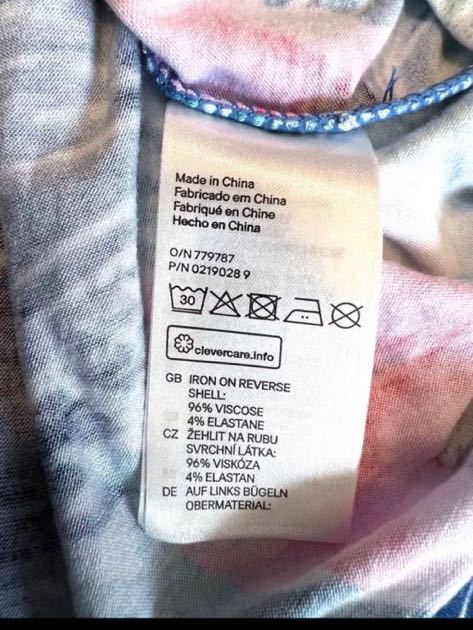 Made in China
Fabricado em China
Fabriqué en Chine
Hecho en China
O/N 779787
P/N 0219028 9
30
clevercare.info
GB IRON ON REVERSE
SHELL:
96% VISCOSE
4% ELASTANE
CZ ŽEHLIT NA RUBU
SVRCHNÍ LÁTKA:
96% VISKÓZA
4% ELASTAN
DE AUF LINKS BÜGELN
OBERMATERIAL: